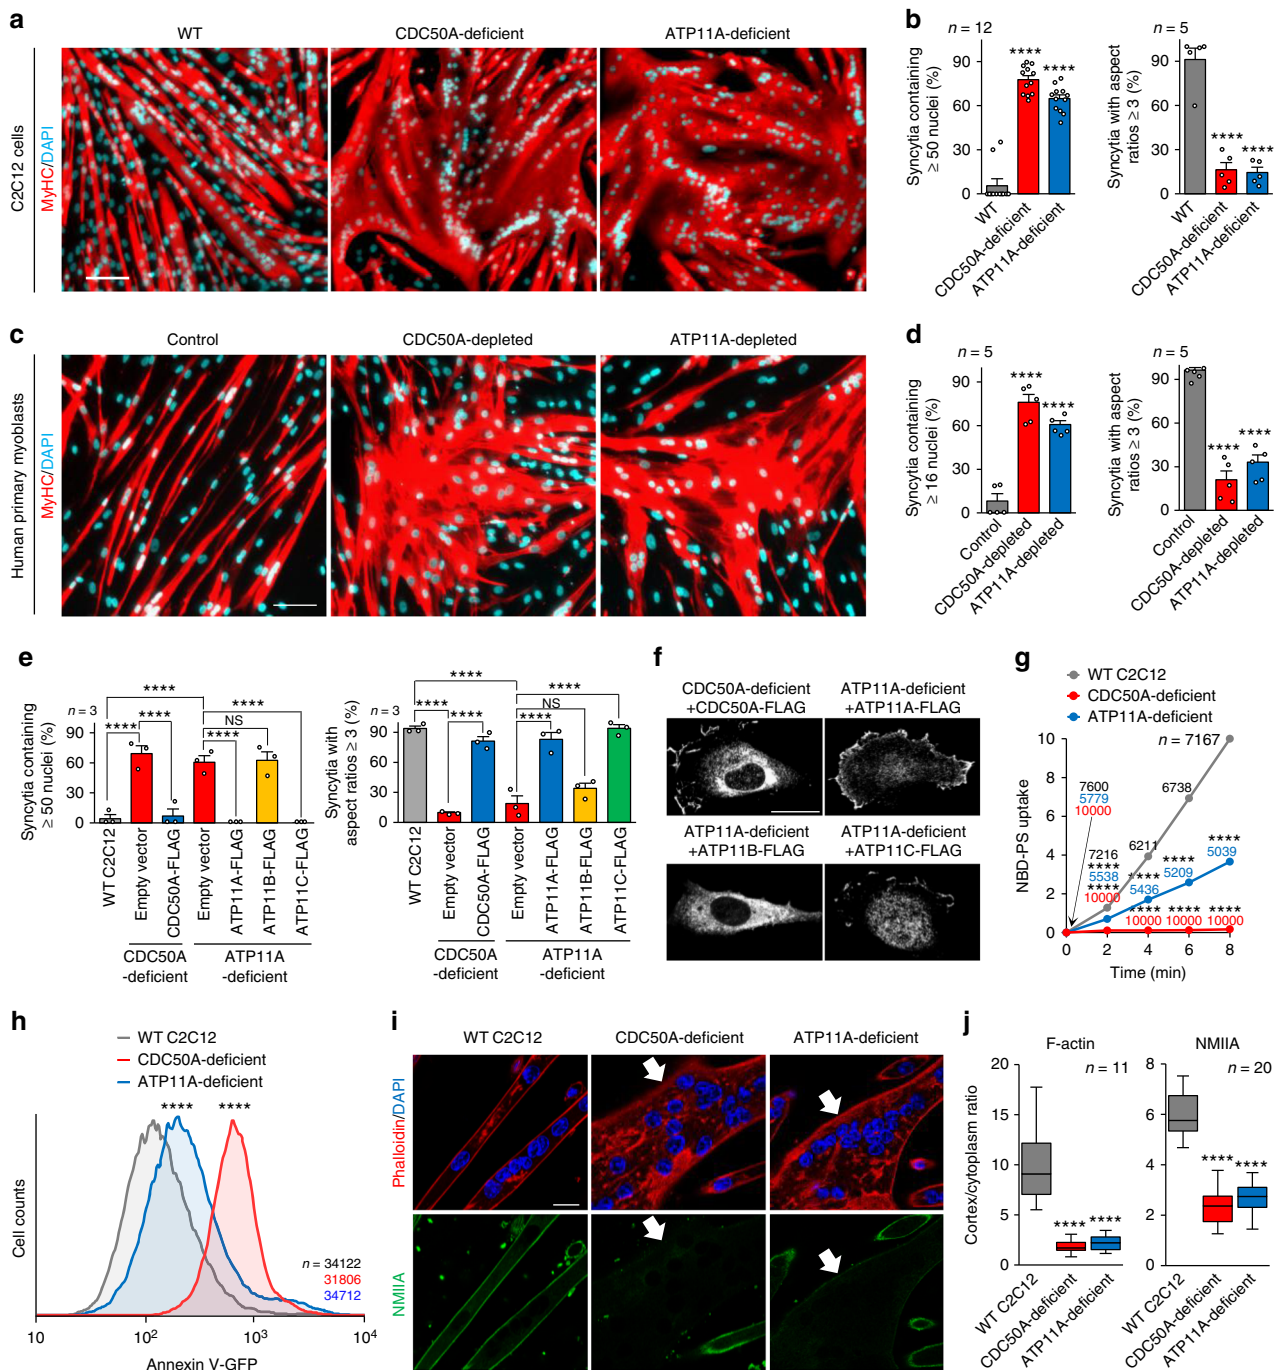 a
WT
CDC50A-deficient
ATP11A-deficient
C2C12 cells
MyHC/DAPI
b
n = 12
Syncytia containing
≥ 50 nuclei (%)
90
60
30
0
****
****
WT
CDC50A-deficient
ATP11A-deficient
n = 5
Syncytia with aspect
ratios ≥ 3 (%)
90
60
30
0
****
****
WT
CDC50A-deficient
ATP11A-deficient
c
Control
CDC50A-depleted
ATP11A-depleted
Human primary myoblasts
MyHC/DAPI
d
n = 5
Syncytia containing
≥ 16 nuclei (%)
90
60
30
0
****
****
Control
CDC50A-depleted
ATP11A-depleted
n = 5
Syncytia with aspect
ratios ≥ 3 (%)
90
60
30
0
****
****
Control
CDC50A-depleted
ATP11A-depleted
e
n = 3
Syncytia containing
≥ 50 nuclei (%)
90
60
30
0
****
****
****
****
NS
****
****
WT C2C12
Empty vector
CDC50A-FLAG
Empty vector
ATP11A-FLAG
ATP11B-FLAG
ATP11C-FLAG
CDC50A
-deficient
ATP11A
-deficient
n = 3
Syncytia with
aspect ratios ≥ 3 (%)
90
60
30
0
****
****
****
****
NS
****
****
WT C2C12
Empty vector
CDC50A-FLAG
Empty vector
ATP11A-FLAG
ATP11B-FLAG
ATP11C-FLAG
CDC50A
-deficient
ATP11A
-deficient
f
CDC50A-deficient
+CDC50A-FLAG
ATP11A-deficient
+ATP11A-FLAG
ATP11A-deficient
+ATP11B-FLAG
ATP11A-deficient
+ATP11C-FLAG
g
WT C2C12
CDC50A-deficient
ATP11A-deficient
NBD-PS uptake
10
8
6
4
2
0
0 2 4 6 8
Time (min)
n = 7167
6738
6211
7600
5779
10000
7216
****
5538
****
10000
****
5436
****
5209
****
5039
****
10000
****
10000
****
10000
h
WT C2C12
CDC50A-deficient
ATP11A-deficient
**** ****
Cell counts
n = 34122
31806
34712
10 10² 10³ 10⁴
Annexin V-GFP
i
WT C2C12
CDC50A-deficient
ATP11A-deficient
Phalloidin/DAPI
NMIIA
j
F-actin
n = 11
Cortex/cytoplasm ratio
20
15
10
5
0
****
****
WT C2C12
CDC50A-deficient
ATP11A-deficient
NMIIA
n = 20
8
6
4
2
0
****
****
WT C2C12
CDC50A-deficient
ATP11A-deficient